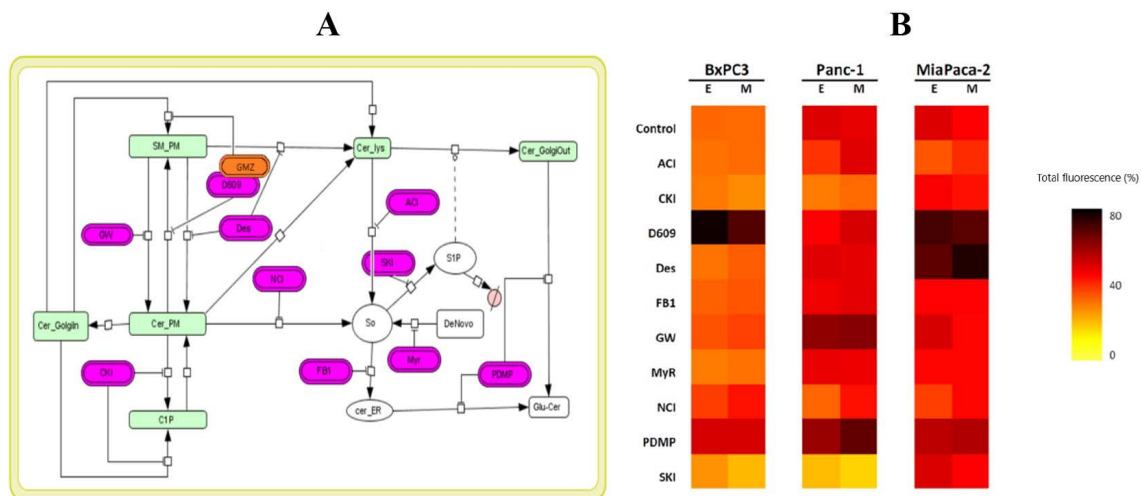 A
B
SM_PM
GMZ
D609
Cer_lys
Cer_GolgiOut
ACI
GW
Des
SKI
S1P
NCI
Cer_GolgiIn
Cer_PM
So
DeNovo
CKI
FB1
Myr
PDMP
cer_ER
Glu-Cer
C1P
BxPC3 Panc-1 MiaPaca-2
E M E M E M
Control
ACI
CKI
D609
Des
FB1
GW
MyR
NCI
PDMP
SKI
Total fluorescence (%)
80
40
0